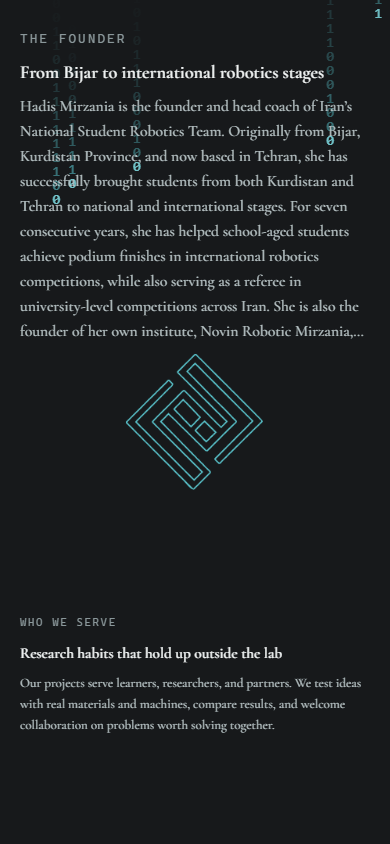 THE FOUNDER
From Bijar to international robotics stages
Hadis Mirzania is the founder and head coach of Iran's
National Student Robotics Team. Originally from Bijar,
Kurdistan Province, and now based in Tehran, she has
successfully brought students from both Kurdistan and
Tehran to national and international stages. For seven
consecutive years, she has helped school-aged students
achieve podium finishes in international robotics
competitions, while also serving as a referee in
university-level competitions across Iran. She is also the
founder of her own institute, Novin Robotic Mirzania,...
WHO WE SERVE
Research habits that hold up outside the lab
Our projects serve learners, researchers, and partners. We test ideas
with real materials and machines, compare results, and welcome
collaboration on problems worth solving together.